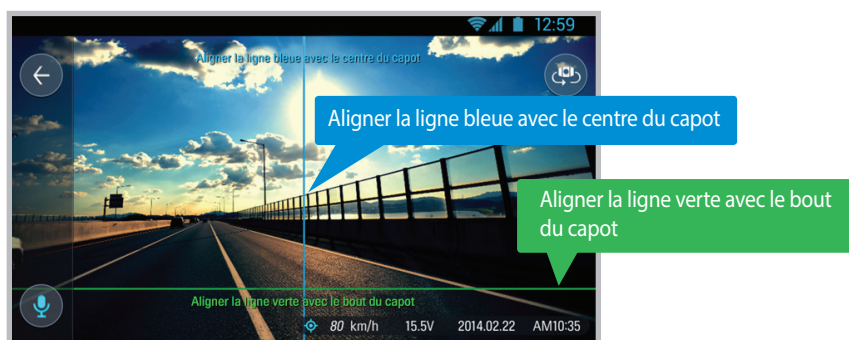 12:59
Aligner la ligne bleue avec le centre du capot
Aligner la ligne bleue avec le centre du capot
Aligner la ligne verte avec le bout
du capot
Aligner la ligne verte avec le bout du capot
80 km/h 15.5V 2014.02.22 AM10:35